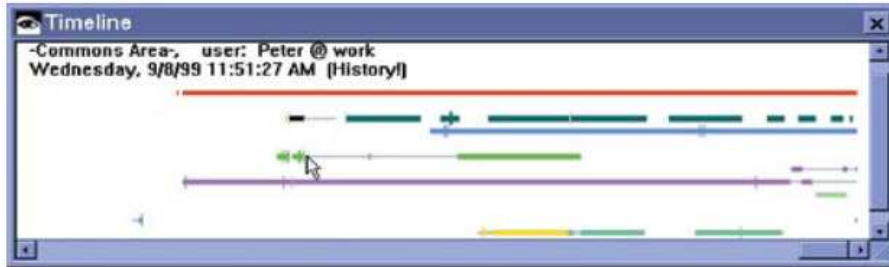 Timeline
-Commons Area-, user: Peter @ work
Wednesday, 9/8/99 11:51:27 AM (History!)